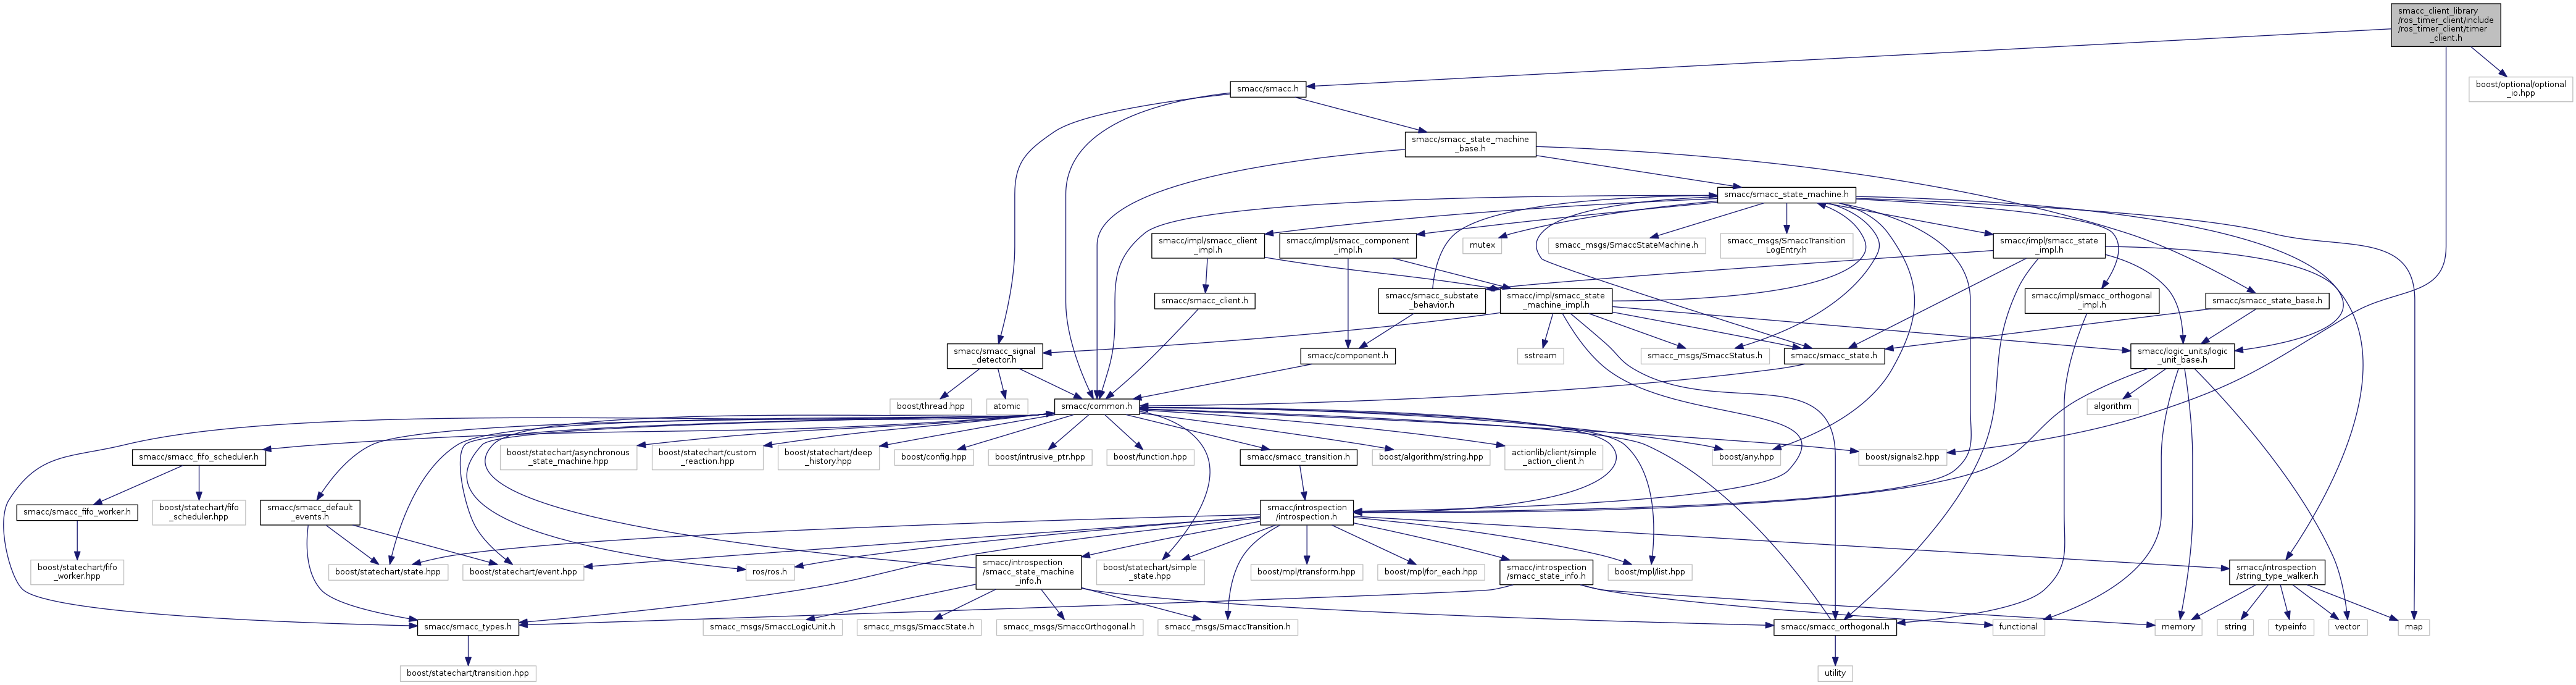 smacc_client_library
/ros_timer_client/include
/ros_timer_client/timer
_client.h
boost/optional/optional
_io.hpp
smacc/smacc.h
smacc/smacc_state_machine
_base.h
smacc/smacc_state_machine.h
smacc/impl/smacc_client
_impl.h
smacc/impl/smacc_component
_impl.h
mutex
smacc_msgs/SmaccStateMachine.h
smacc_msgs/SmaccTransition
LogEntry.h
smacc/impl/smacc_state
_impl.h
smacc/smacc_client.h
smacc/smacc_substate
_behavior.h
smacc/impl/smacc_state
_machine_impl.h
smacc/impl/smacc_orthogonal
_impl.h
smacc/smacc_state_base.h
smacc/smacc_signal
_detector.h
smacc/component.h
sstream
smacc_msgs/SmaccStatus.h
smacc/smacc_state.h
smacc/logic_units/logic
_unit_base.h
boost/thread.hpp
atomic
smacc/common.h
algorithm
smacc/smacc_fifo_scheduler.h
boost/statechart/asynchronous
_state_machine.hpp
boost/statechart/custom
_reaction.hpp
boost/statechart/deep
_history.hpp
boost/config.hpp
boost/intrusive_ptr.hpp
boost/function.hpp
smacc/smacc_transition.h
boost/algorithm/string.hpp
actionlib/client/simple
_action_client.h
boost/any.hpp
boost/signals2.hpp
smacc/smacc_fifo_worker.h
boost/statechart/fifo
_scheduler.hpp
smacc/smacc_default
_events.h
smacc/introspection
/introspection.h
boost/statechart/fifo
_worker.hpp
boost/statechart/state.hpp
boost/statechart/event.hpp
ros/ros.h
smacc/introspection
/smacc_state_machine
_info.h
boost/statechart/simple
_state.hpp
boost/mpl/transform.hpp
boost/mpl/for_each.hpp
smacc/introspection
/smacc_state_info.h
boost/mpl/list.hpp
smacc/introspection
/string_type_walker.h
smacc/smacc_types.h
smacc_msgs/SmaccLogicUnit.h
smacc_msgs/SmaccState.h
smacc_msgs/SmaccOrthogonal.h
smacc_msgs/SmaccTransition.h
smacc/smacc_orthogonal.h
functional
memory
string
typeinfo
vector
map
boost/statechart/transition.hpp
utility